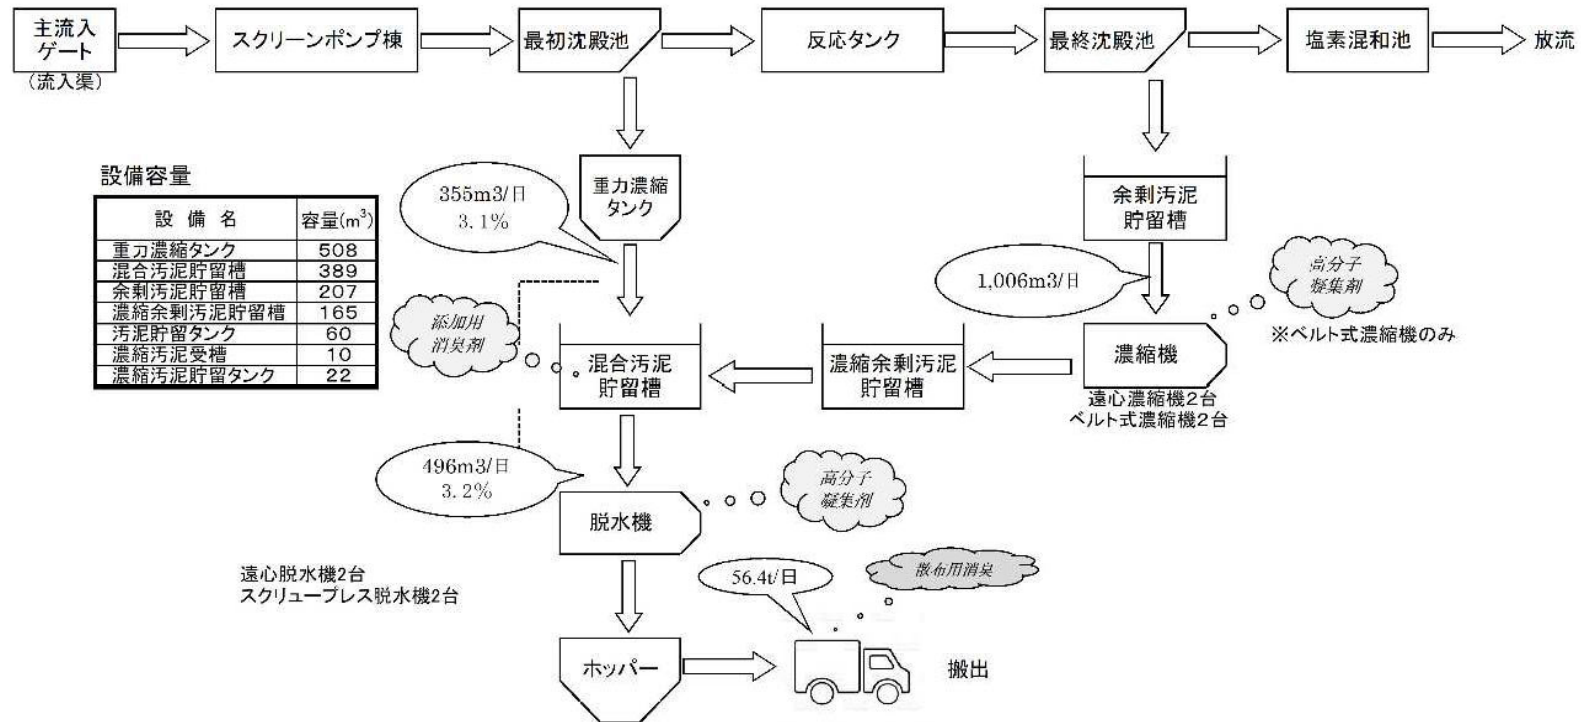 主流入
ゲート
(流入渠)
スクリーンポンプ棟
最初沈殿池
反応タンク
最終沈殿池
塩素混和池
放流
設備容量
設 備 名 容量(m³)
重力濃縮タンク 508
混合汚泥貯留槽 389
余剰汚泥貯留槽 207
濃縮余剰汚泥貯留槽 165
汚泥貯留タンク 60
濃縮汚泥受槽 10
濃縮汚泥貯留タンク 22
355m3/日
3.1%
重力濃縮
タンク
余剰汚泥
貯留槽
1,006m3/日
高分子
凝集剤
※ベルト式濃縮機のみ
添加用
消臭剤
混合汚泥
貯留槽
濃縮余剰汚泥
貯留槽
濃縮機
遠心濃縮機2台
ベルト式濃縮機2台
496m3/日
3.2%
高分子
凝集剤
脱水機
遠心脱水機2台
スクリュープレス脱水機2台
56.4t/日
散布用消臭
ホッパー
搬出